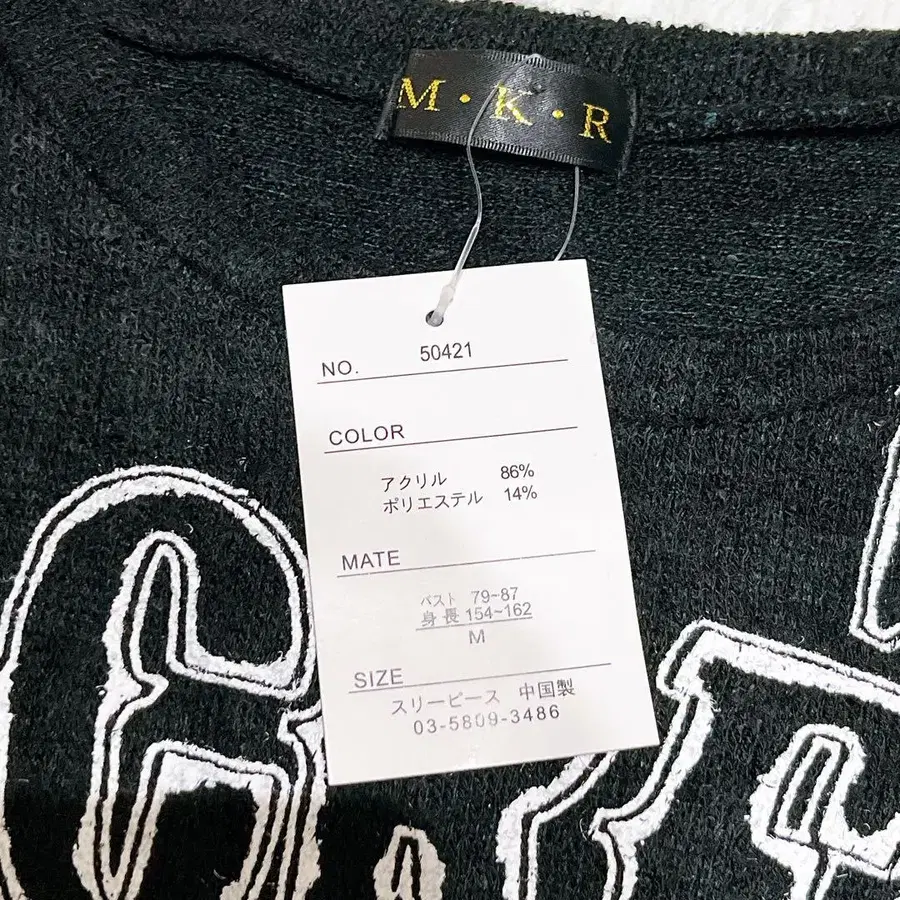 M·K·R
NO. 50421
COLOR
アクリル 86%
ポリエステル 14%
MATE
バスト 79~87
身長 154~162
M
SIZE
スリーピース 中国製
03-5809-3486